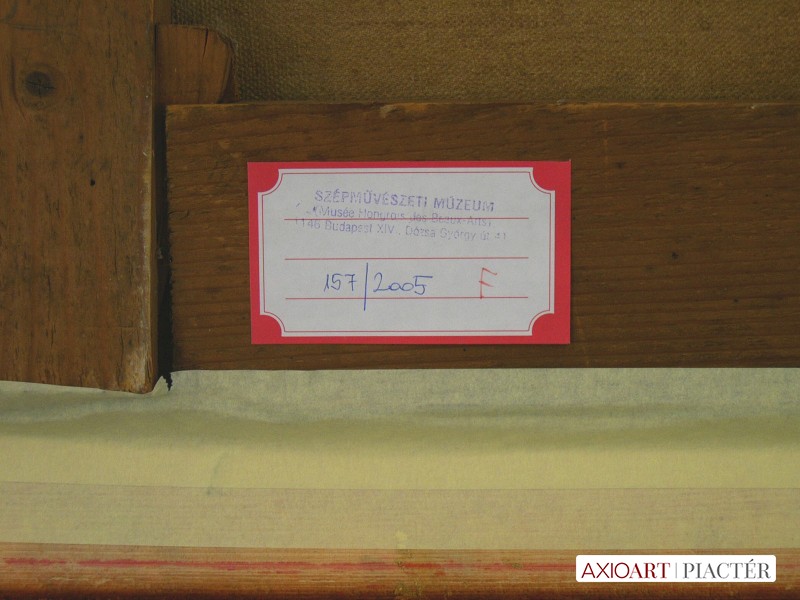 SZÉPMŰVÉSZETI MÚZEUM
(Musée Hongrois des Beaux-Arts)
1146 Budapest XIV., Dózsa György út 41
157/2005 F
AXIOART | PIACTÉR